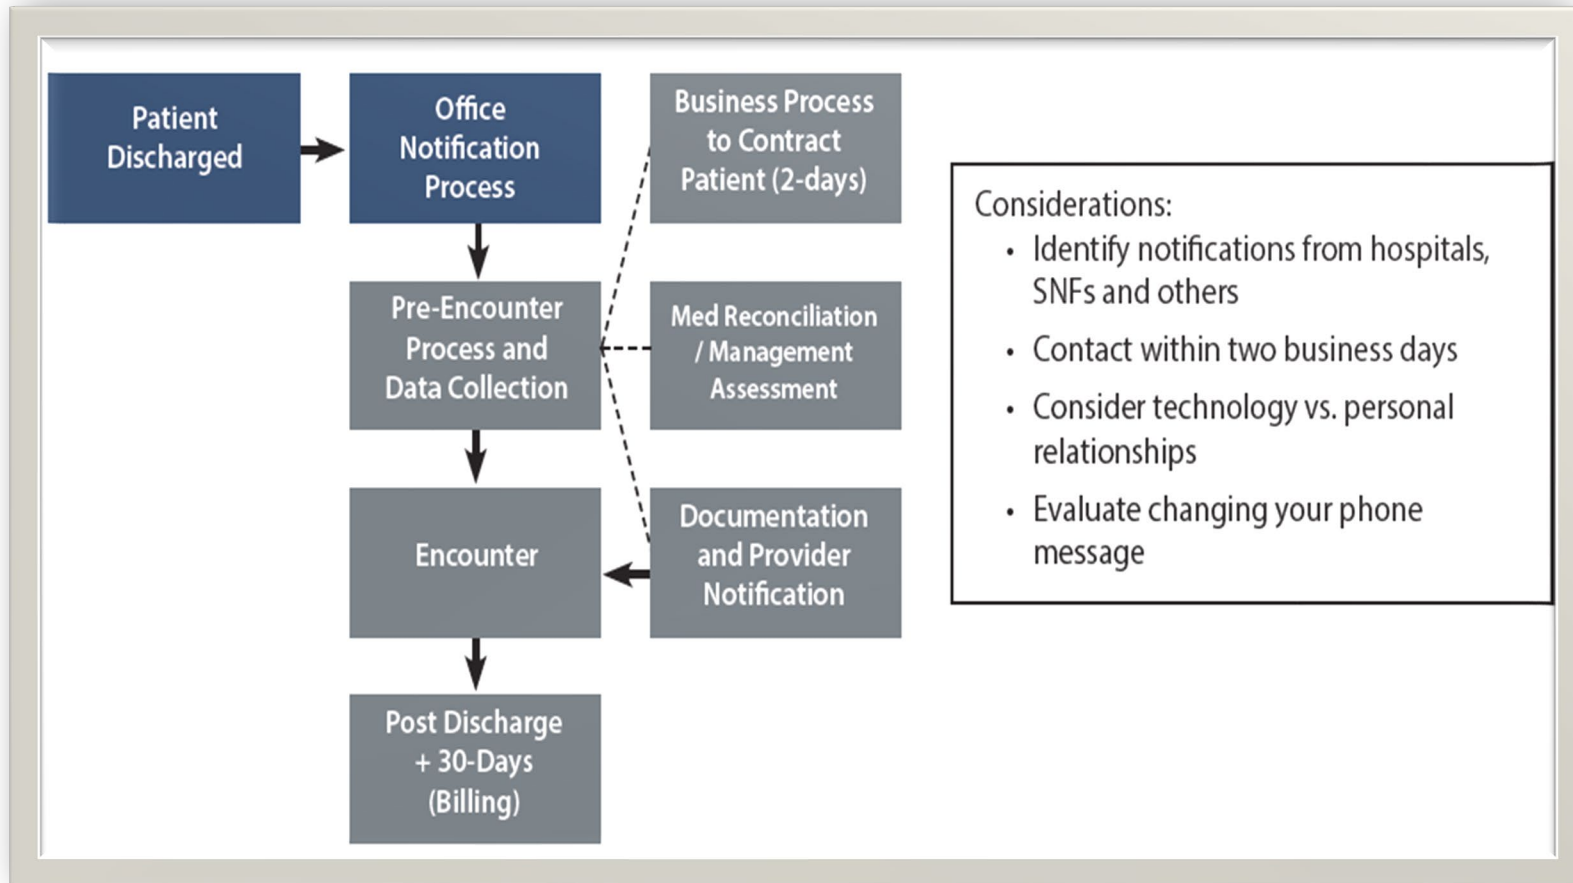 Patient
Discharged
Office
Notification
Process
Business Process
to Contract
Patient (2-days)
Pre-Encounter
Process and
Data Collection
Med Reconciliation
/ Management
Assessment
Encounter
Documentation
and Provider
Notification
Post Discharge
+ 30-Days
(Billing)
Considerations:
• Identify notifications from hospitals,
SNFs and others
• Contact within two business days
• Consider technology vs. personal
relationships
• Evaluate changing your phone
message